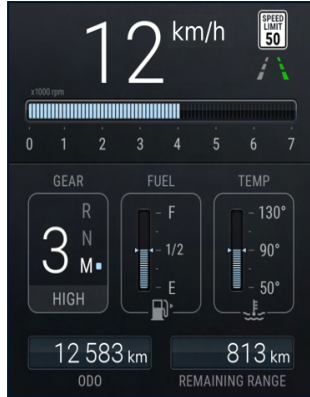 12 km/h
SPEED
LIMIT
50
x1000 rpm
0 1 2 3 4 5 6 7
GEAR
R
3 N
M
HIGH
FUEL
F
1/2
E
TEMP
130°
90°
50°
12 583 km
ODO
813 km
REMAINING RANGE